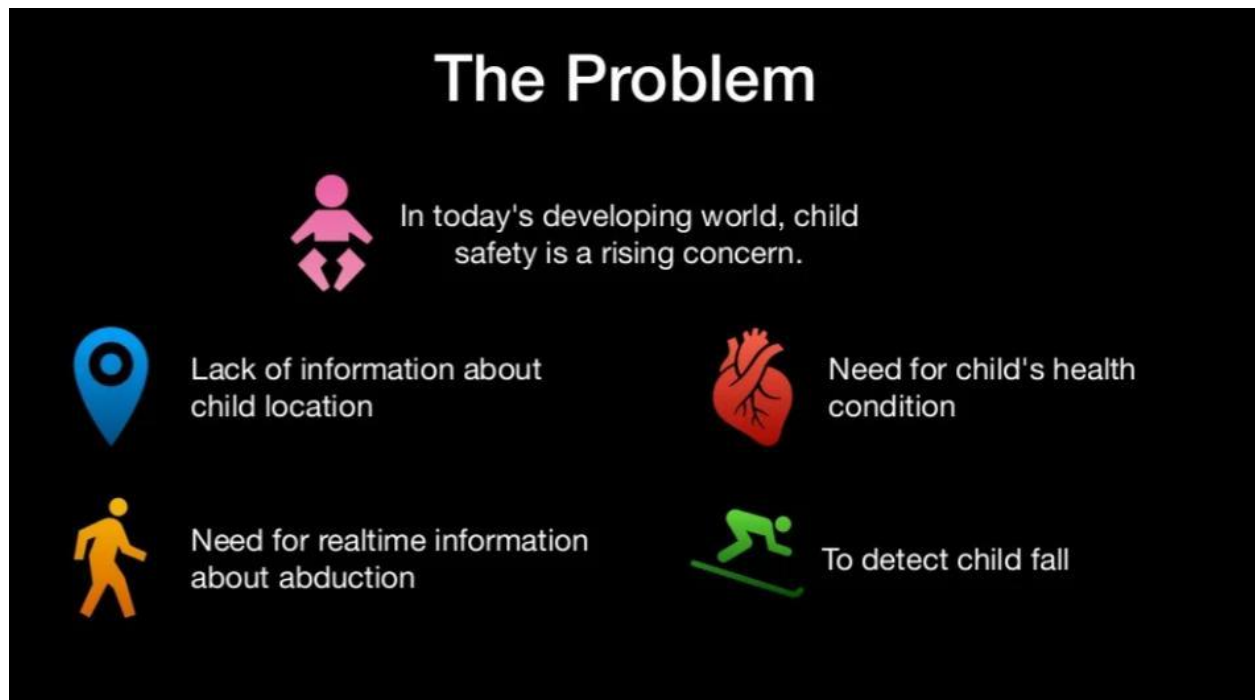 The Problem
In today's developing world, child
safety is a rising concern.
Lack of information about
child location
Need for child's health
condition
Need for realtime information
about abduction
To detect child fall